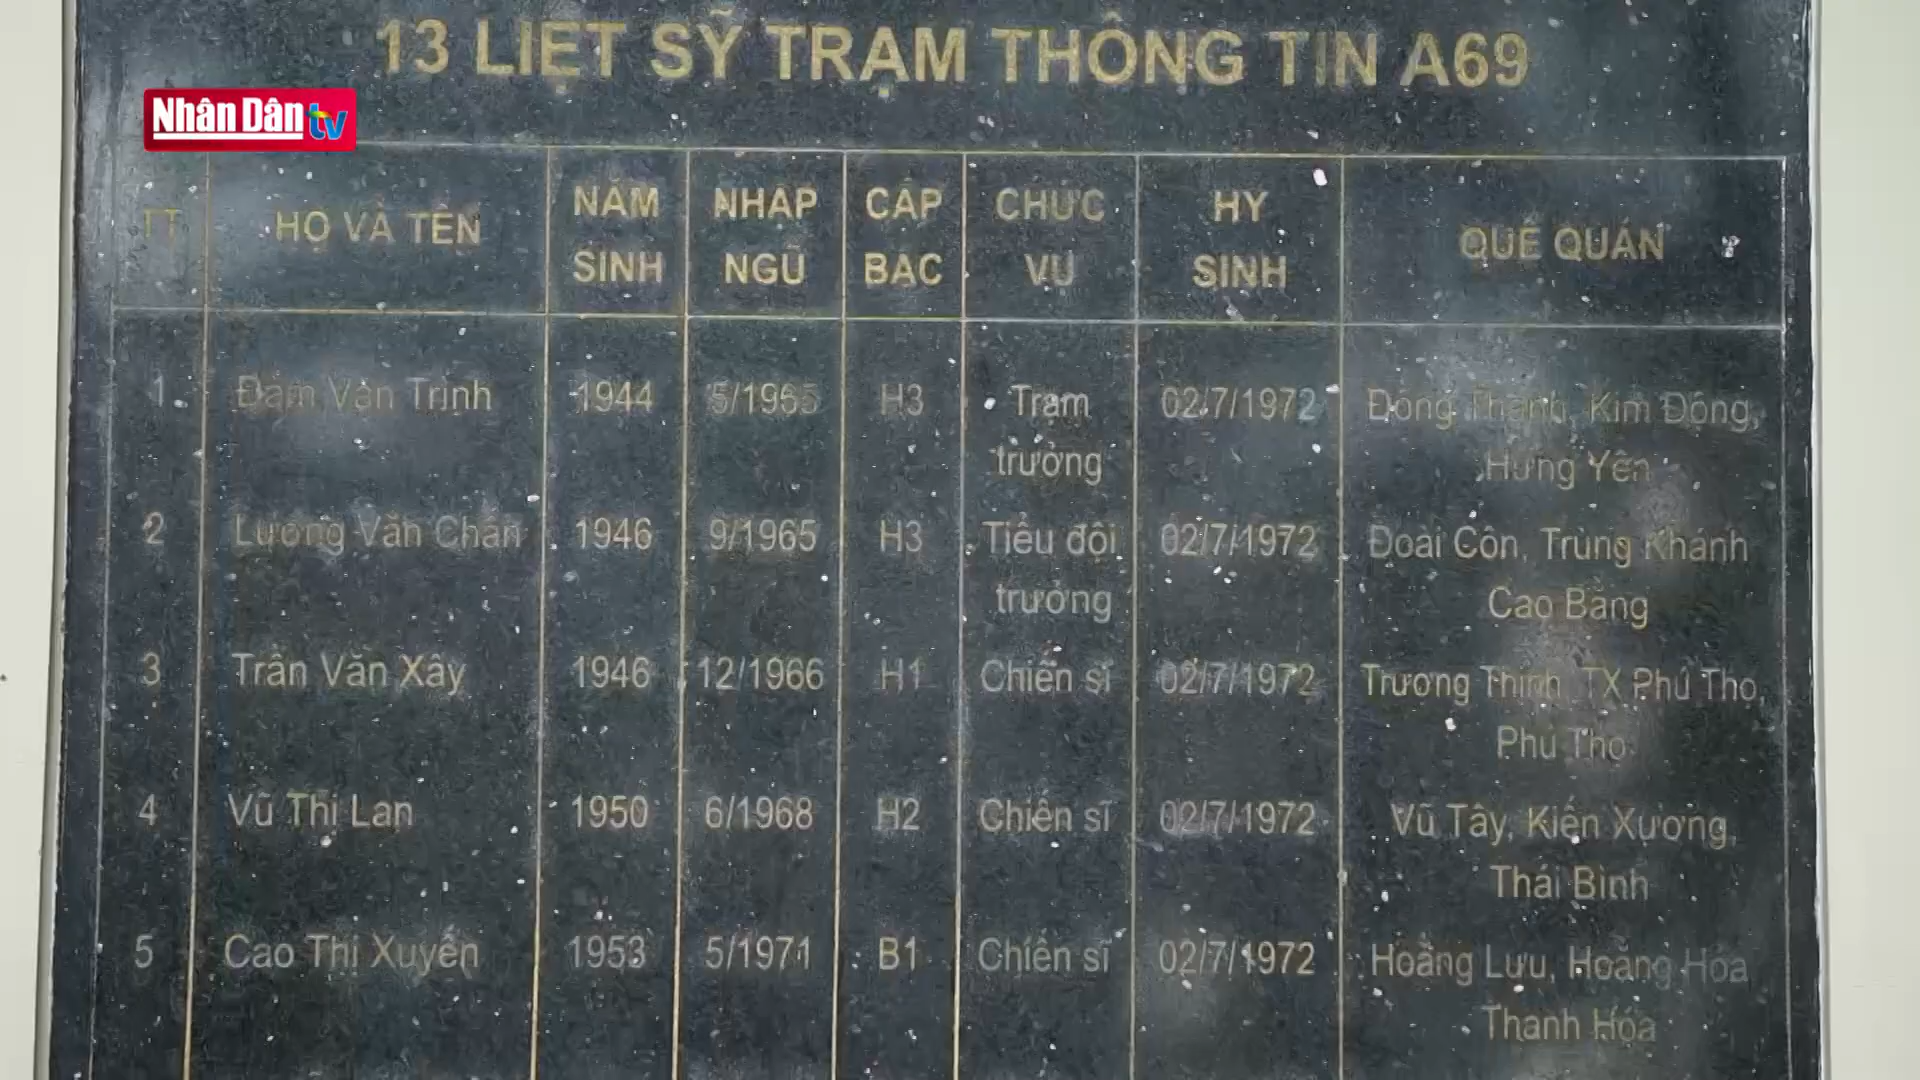 13 LIỆT SỸ TRẠM THÔNG TIN A69
Nhân Dân tv
TT HỌ VÀ TÊN NĂM SINH NHẬP NGŨ CẤP BẬC CHỨC VỤ HY SINH QUÊ QUÁN
1 Đàm Văn Trịnh 1944 5/1965 H3 Trạm trưởng 02/7/1972 Đồng Thanh, Kim Động, Hưng Yên
2 Lương Văn Chấn 1946 9/1965 H3 Tiểu đội trưởng 02/7/1972 Đoài Côn, Trùng Khánh Cao Bằng
3 Trần Văn Xây 1946 12/1966 H1 Chiến sĩ 02/7/1972 Trương Thịnh, TX Phú Thọ, Phú Thọ
4 Vũ Thị Lan 1950 6/1968 H2 Chiến sĩ 02/7/1972 Vũ Tây, Kiến Xương, Thái Bình
5 Cao Thị Xuyến 1953 5/1971 B1 Chiến sĩ 02/7/1972 Hoằng Lưu, Hoằng Hóa Thanh Hóa